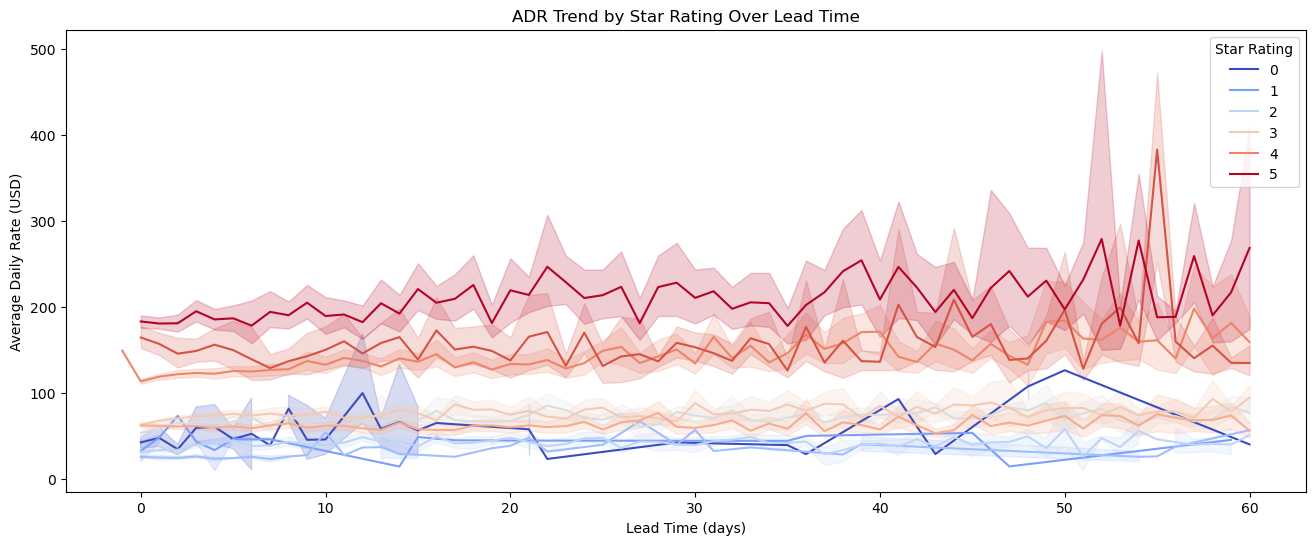 ADR Trend by Star Rating Over Lead Time
Star Rating
0
1
2
3
4
5
Average Daily Rate (USD)
500
400
300
200
100
0
0 10 20 30 40 50 60
Lead Time (days)